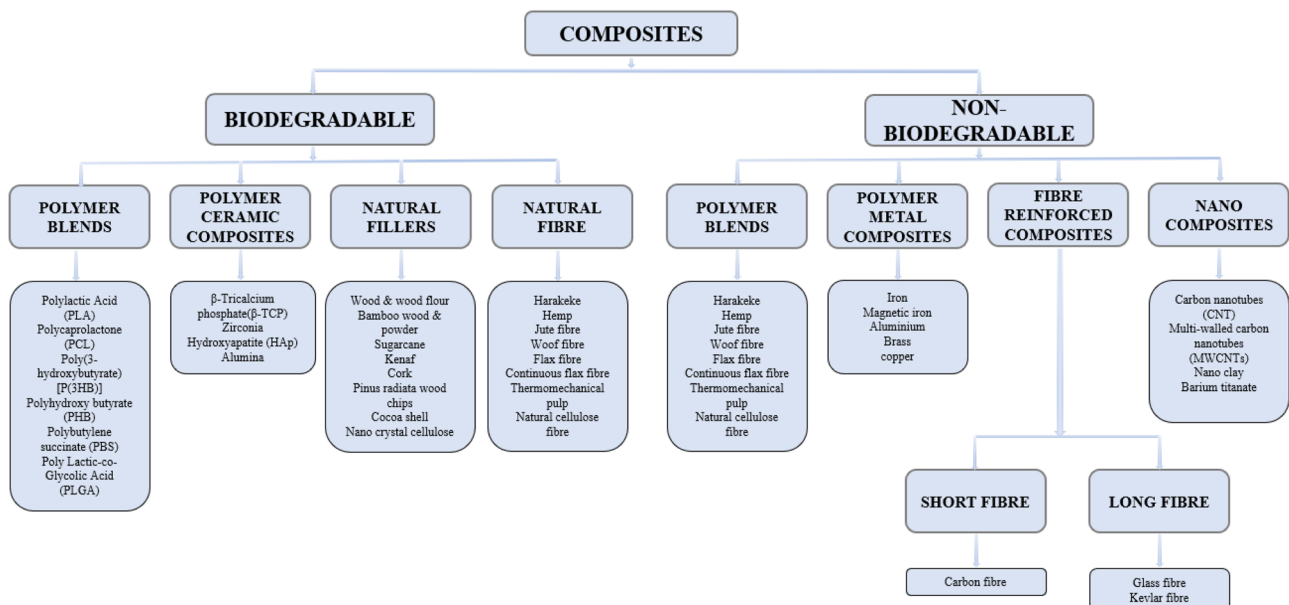 COMPOSITES
BIODEGRADABLE
NON-
BIODEGRADABLE
POLYMER
BLENDS
POLYMER
CERAMIC
COMPOSITES
NATURAL
FILLERS
NATURAL
FIBRE
POLYMER
BLENDS
POLYMER
METAL
COMPOSITES
FIBRE
REINFORCED
COMPOSITES
NANO
COMPOSITES
Polylactic Acid
(PLA)
Polycaprolactone
(PCL)
Poly(3-
hydroxybutyrate)
[P(3HB)]
Polyhydroxy butyrate
(PHB)
Polybutylene
succinate (PBS)
Poly Lactic-co-
Glycolic Acid
(PLGA)
β-Tricalcium
phosphate(β-TCP)
Zirconia
Hydroxyapatite (HAp)
Alumina
Wood & wood flour
Bamboo wood &
powder
Sugarcane
Kenaf
Cork
Pinus radiata wood
chips
Cocoa shell
Nano crystal cellulose
Harakeke
Hemp
Jute fibre
Woof fibre
Flax fibre
Continuous flax fibre
Thermomechanical
pulp
Natural cellulose
fibre
Harakeke
Hemp
Jute fibre
Woof fibre
Flax fibre
Continuous flax fibre
Thermomechanical
pulp
Natural cellulose
fibre
Iron
Magnetic iron
Aluminium
Brass
copper
Carbon nanotubes
(CNT)
Multi-walled carbon
nanotubes
(MWCNTs)
Nano clay
Barium titanate
SHORT FIBRE
LONG FIBRE
Carbon fibre
Glass fibre
Kevlar fibre